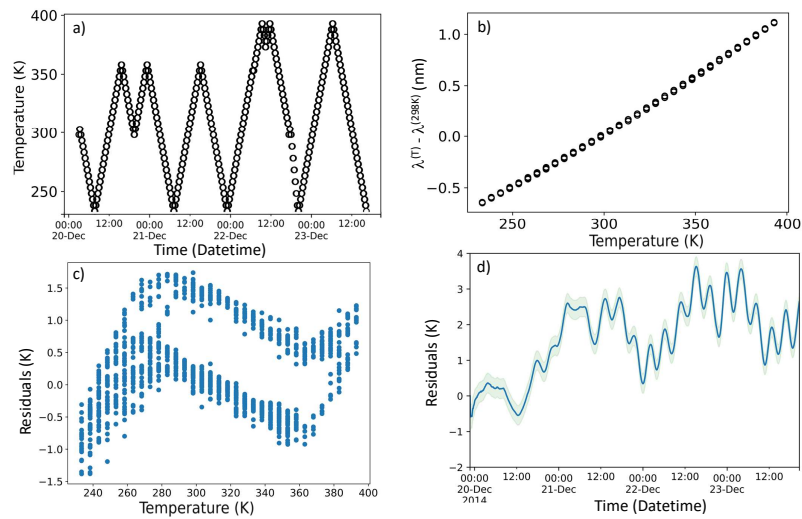 a)
400
350
300
250
Temperature (K)
00:00 12:00 00:00 12:00 00:00 12:00 00:00 12:00
20-Dec 21-Dec 22-Dec 23-Dec
Time (Datetime)
b)
1.0
0.5
0.0
−0.5
λ(T) - λ(298K) (nm)
250 300 350 400
Temperature (K)
c)
1.5
1.0
0.5
0.0
−0.5
−1.0
−1.5
Residuals (K)
240 260 280 300 320 340 360 380 400
Temperature (K)
d)
4
3
2
1
0
−1
−2
Residuals (K)
00:00 12:00 00:00 12:00 00:00 12:00 00:00 12:00
20-Dec 21-Dec 22-Dec 23-Dec
2014
Time (Datetime)